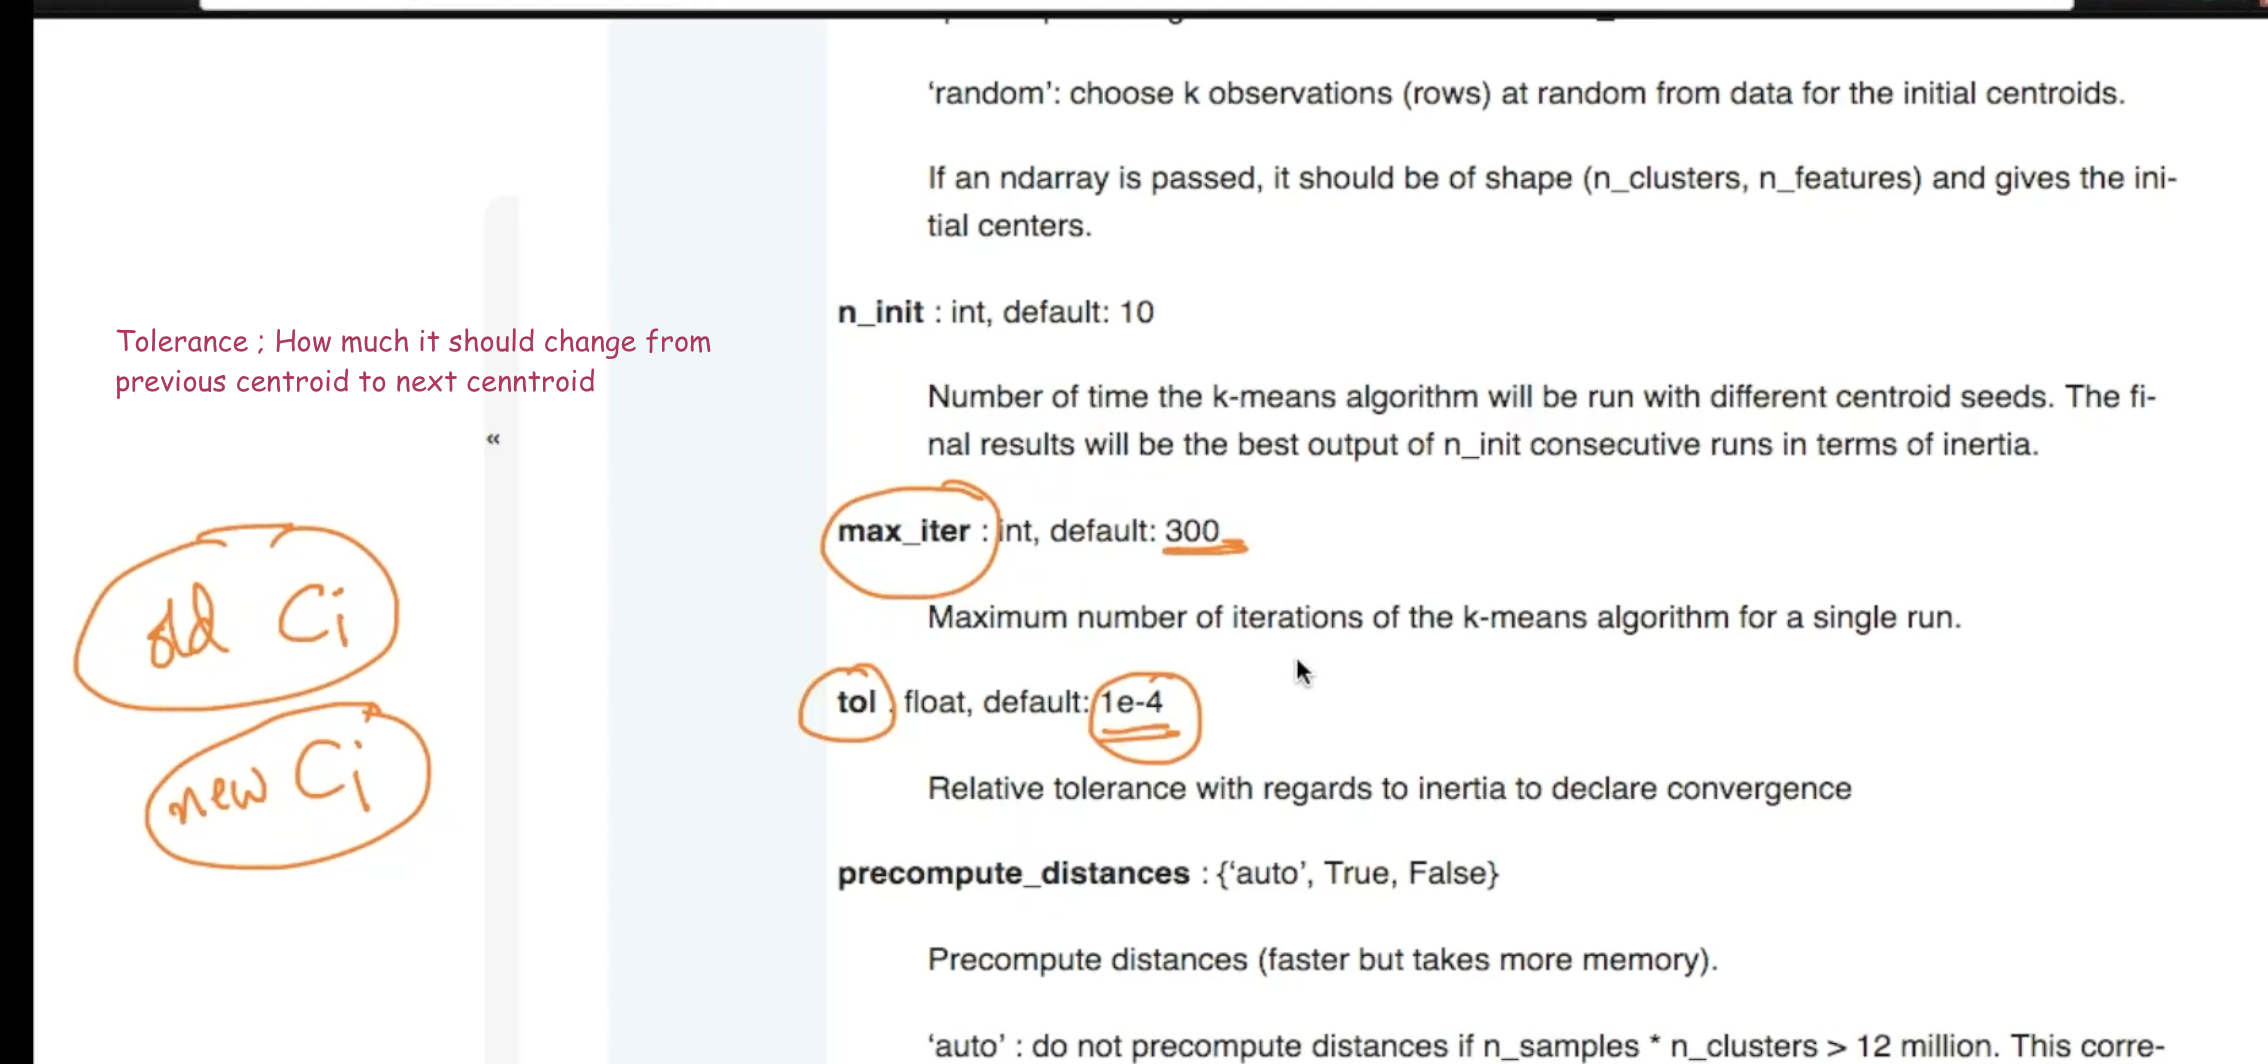 ‘random’: choose k observations (rows) at random from data for the initial centroids.
If an ndarray is passed, it should be of shape (n_clusters, n_features) and gives the ini-
tial centers.
n_init : int, default: 10
Tolerance ; How much it should change from
previous centroid to next cenntroid
Number of time the k-means algorithm will be run with different centroid seeds. The fi-
nal results will be the best output of n_init consecutive runs in terms of inertia.
«
max_iter : int, default: 300
old Ci
Maximum number of iterations of the k-means algorithm for a single run.
tol : float, default: 1e-4
new Ci
Relative tolerance with regards to inertia to declare convergence
precompute_distances : {‘auto’, True, False}
Precompute distances (faster but takes more memory).
‘auto’ : do not precompute distances if n_samples * n_clusters > 12 million. This corre-